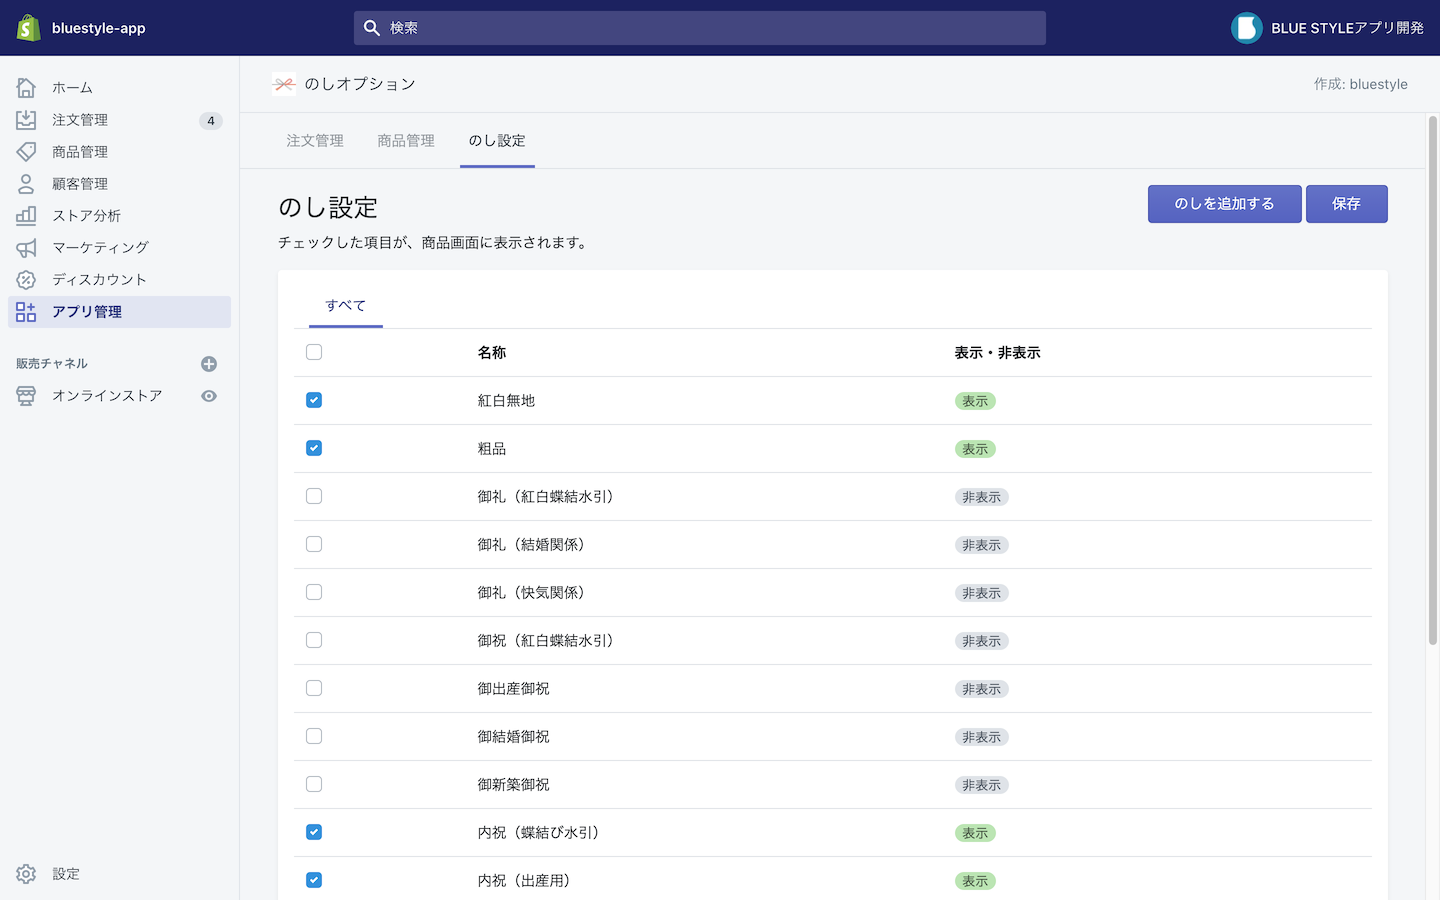 bluestyle-app
検索
BLUE STYLEアプリ開発
ホーム
注文管理 4
商品管理
顧客管理
ストア分析
マーケティング
ディスカウント
アプリ管理
販売チャネル
オンラインストア
設定
のしオプション
作成: bluestyle
注文管理 商品管理 のし設定
のし設定
のしを追加する 保存
チェックした項目が、商品画面に表示されます。
すべて
名称 表示・非表示
紅白無地 表示
粗品 表示
御礼（紅白蝶結水引） 非表示
御礼（結婚関係） 非表示
御礼（快気関係） 非表示
御祝（紅白蝶結水引） 非表示
御出産御祝 非表示
御結婚御祝 非表示
御新築御祝 非表示
内祝（蝶結び水引） 表示
内祝（出産用） 表示